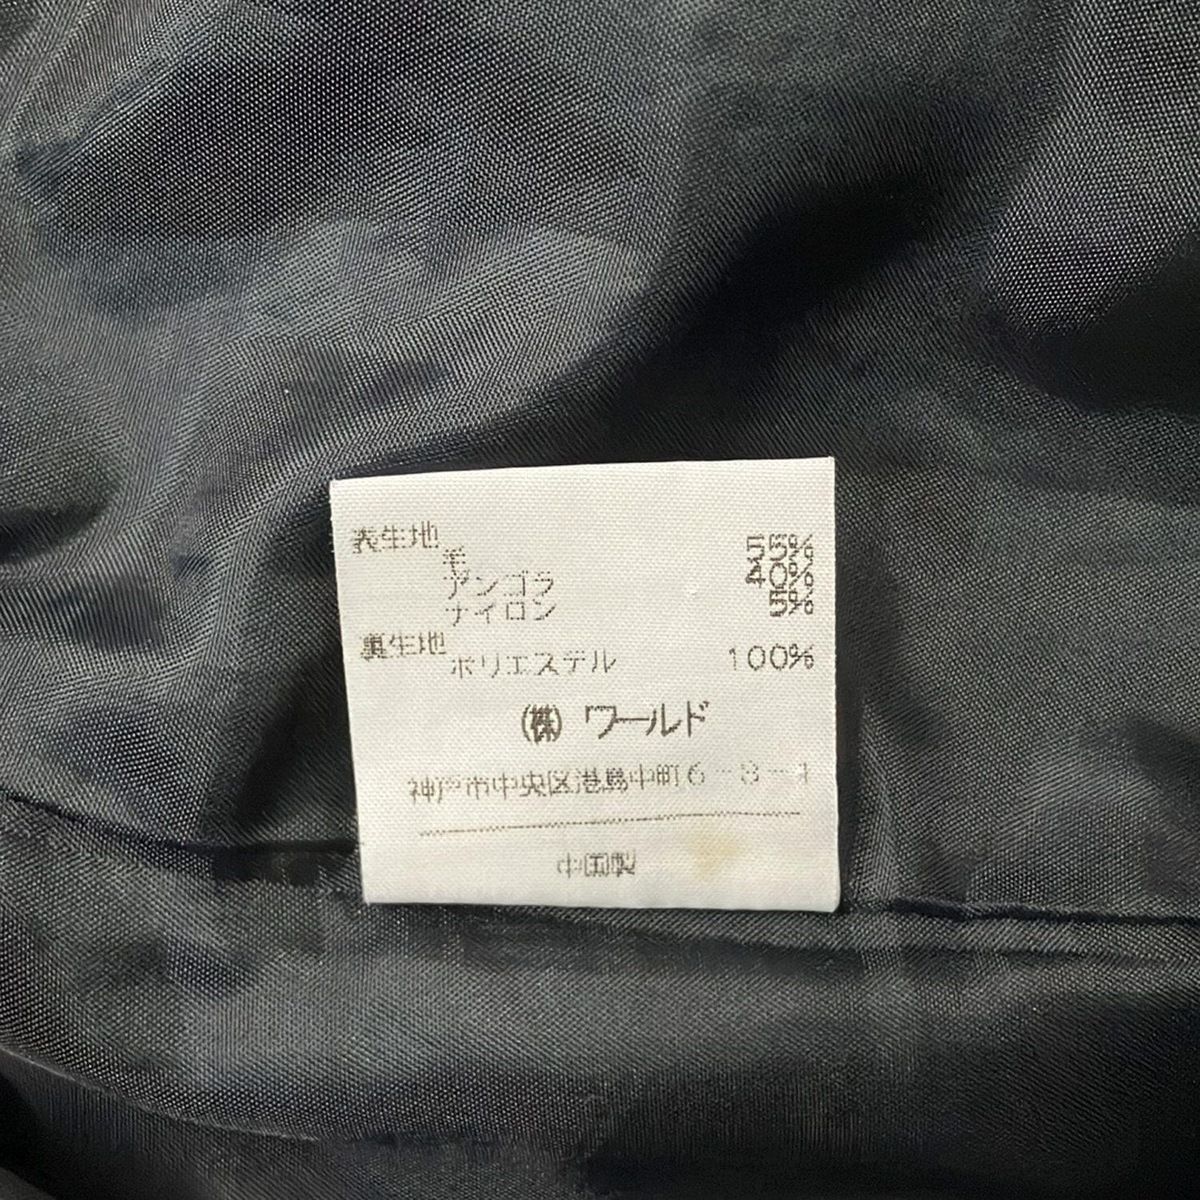 表生地
毛 55%
アンゴラ 40%
ナイロン 5%
裏生地
ポリエステル 100%
(株) ワールド
神戸市中央区港島中町6-8-1
中国製